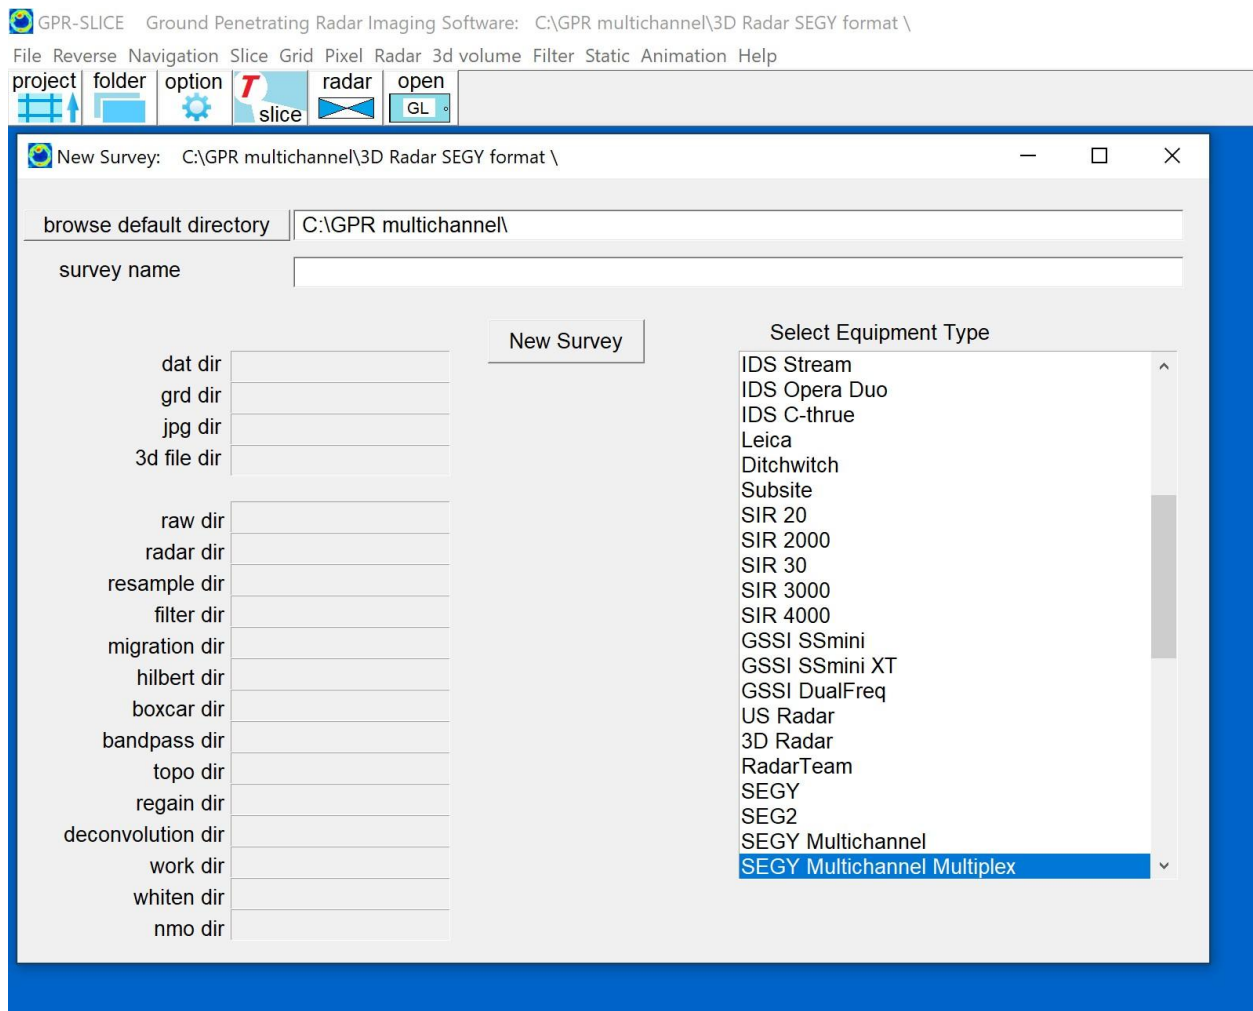 GPR-SLICE Ground Penetrating Radar Imaging Software: C:\GPR multichannel\3D Radar SEGY format \
File Reverse Navigation Slice Grid Pixel Radar 3d volume Filter Static Animation Help
project folder option T slice radar open GL
New Survey: C:\GPR multichannel\3D Radar SEGY format \
browse default directory C:\GPR multichannel\
survey name
New Survey
dat dir
grd dir
jpg dir
3d file dir
raw dir
radar dir
resample dir
filter dir
migration dir
hilbert dir
boxcar dir
bandpass dir
topo dir
regain dir
deconvolution dir
work dir
whiten dir
nmo dir
Select Equipment Type
IDS Stream
IDS Opera Duo
IDS C-thrue
Leica
Ditchwitch
Subsite
SIR 20
SIR 2000
SIR 30
SIR 3000
SIR 4000
GSSI SSmini
GSSI SSmini XT
GSSI DualFreq
US Radar
3D Radar
RadarTeam
SEGY
SEG2
SEGY Multichannel
SEGY Multichannel Multiplex